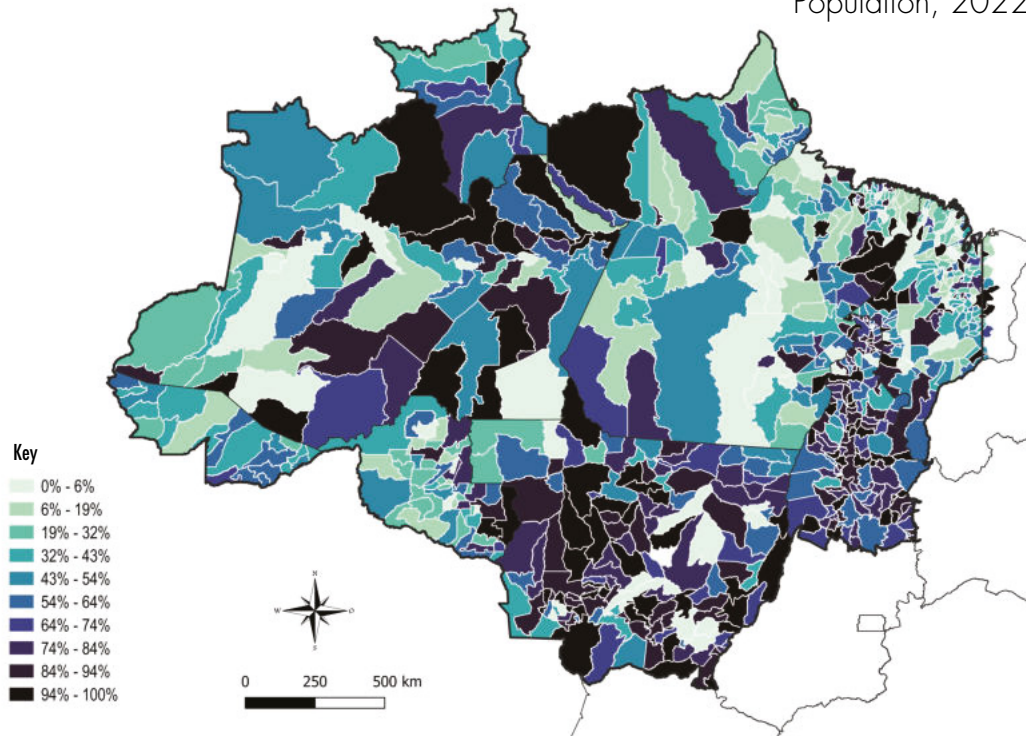 Population, 2022
Key
0% - 6%
6% - 19%
19% - 32%
32% - 43%
43% - 54%
54% - 64%
64% - 74%
74% - 84%
84% - 94%
94% - 100%
N
W
O
S
0 250 500 km